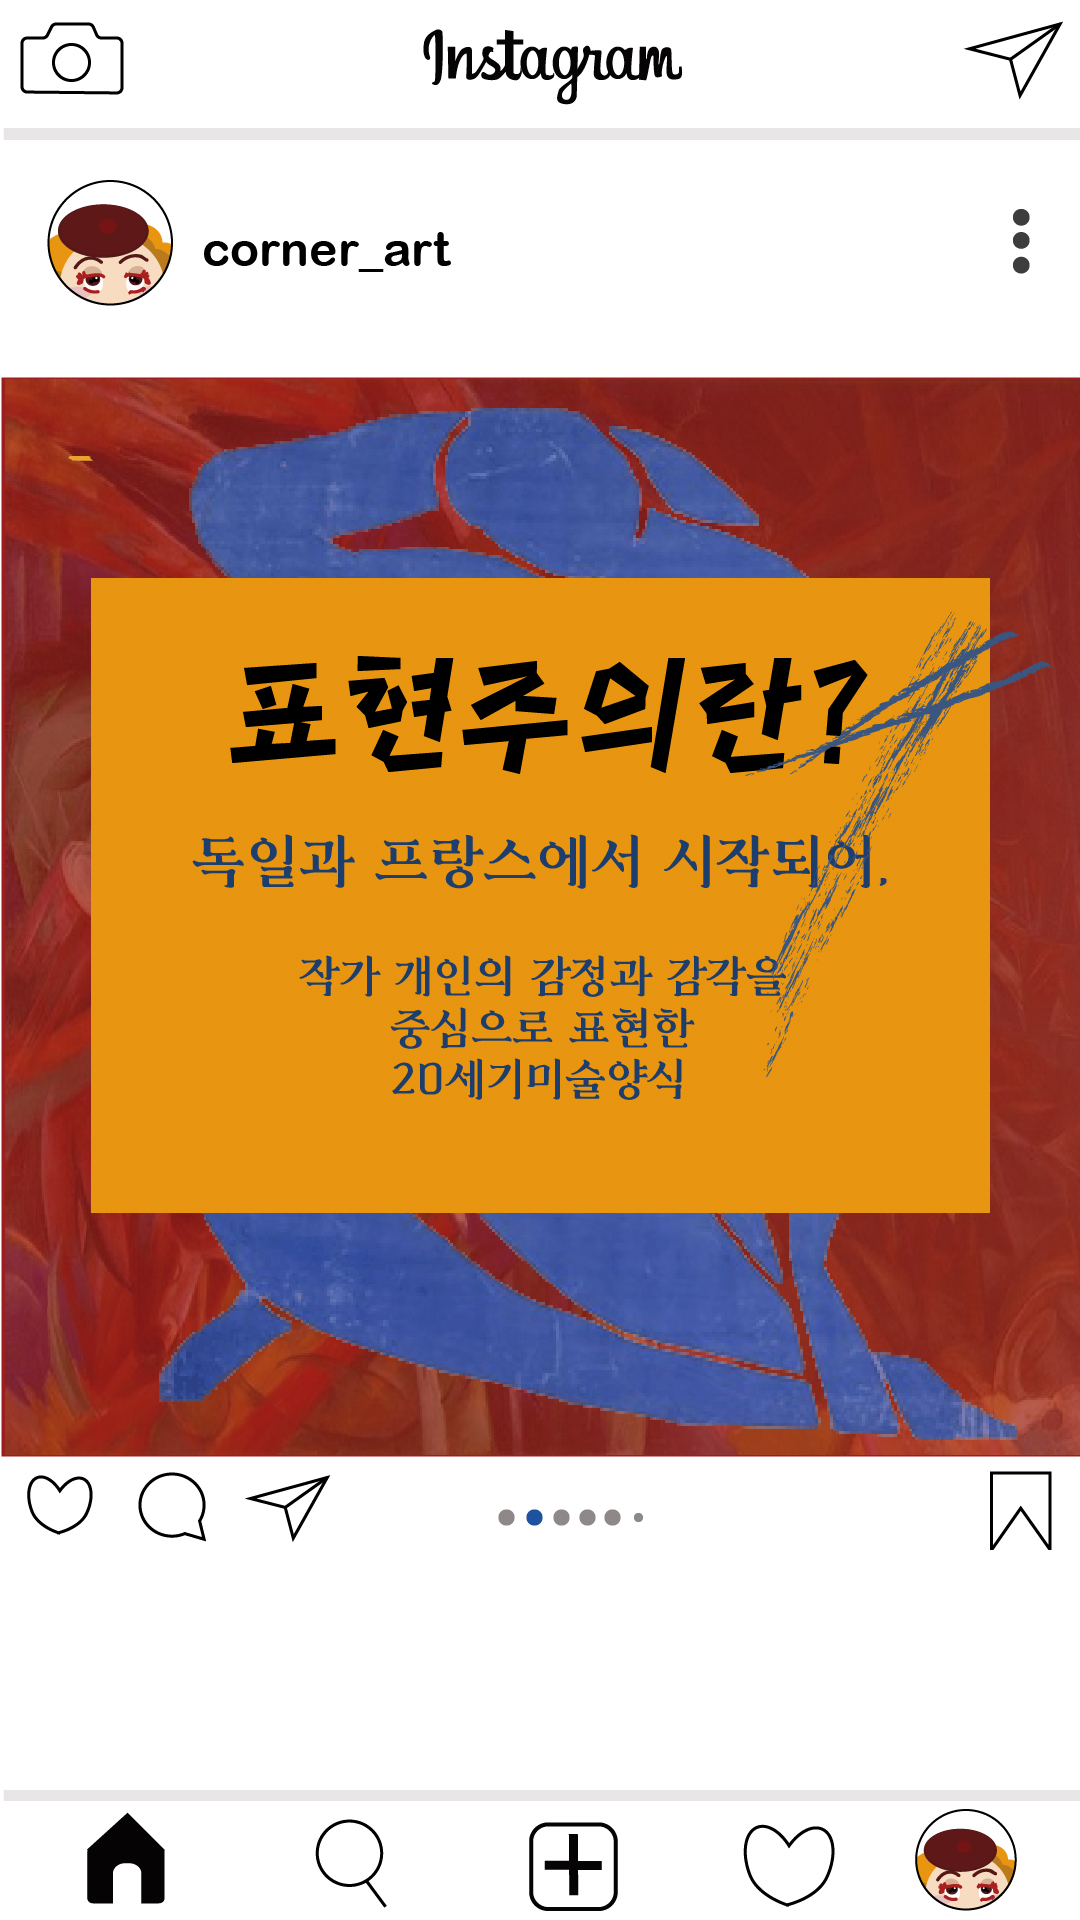 Instagram
corner_art
표현주의란?
독일과 프랑스에서 시작되어,
작가 개인의 감정과 감각을
중심으로 표현한
20세기미술양식